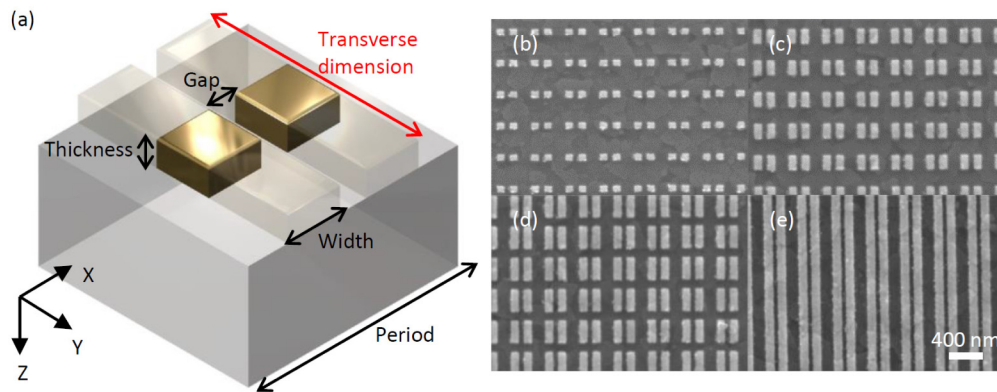 (a)
Transverse
dimension
Gap
Thickness
Width
Period
X
Y
Z
(b)
(c)
(d)
(e)
400 nm